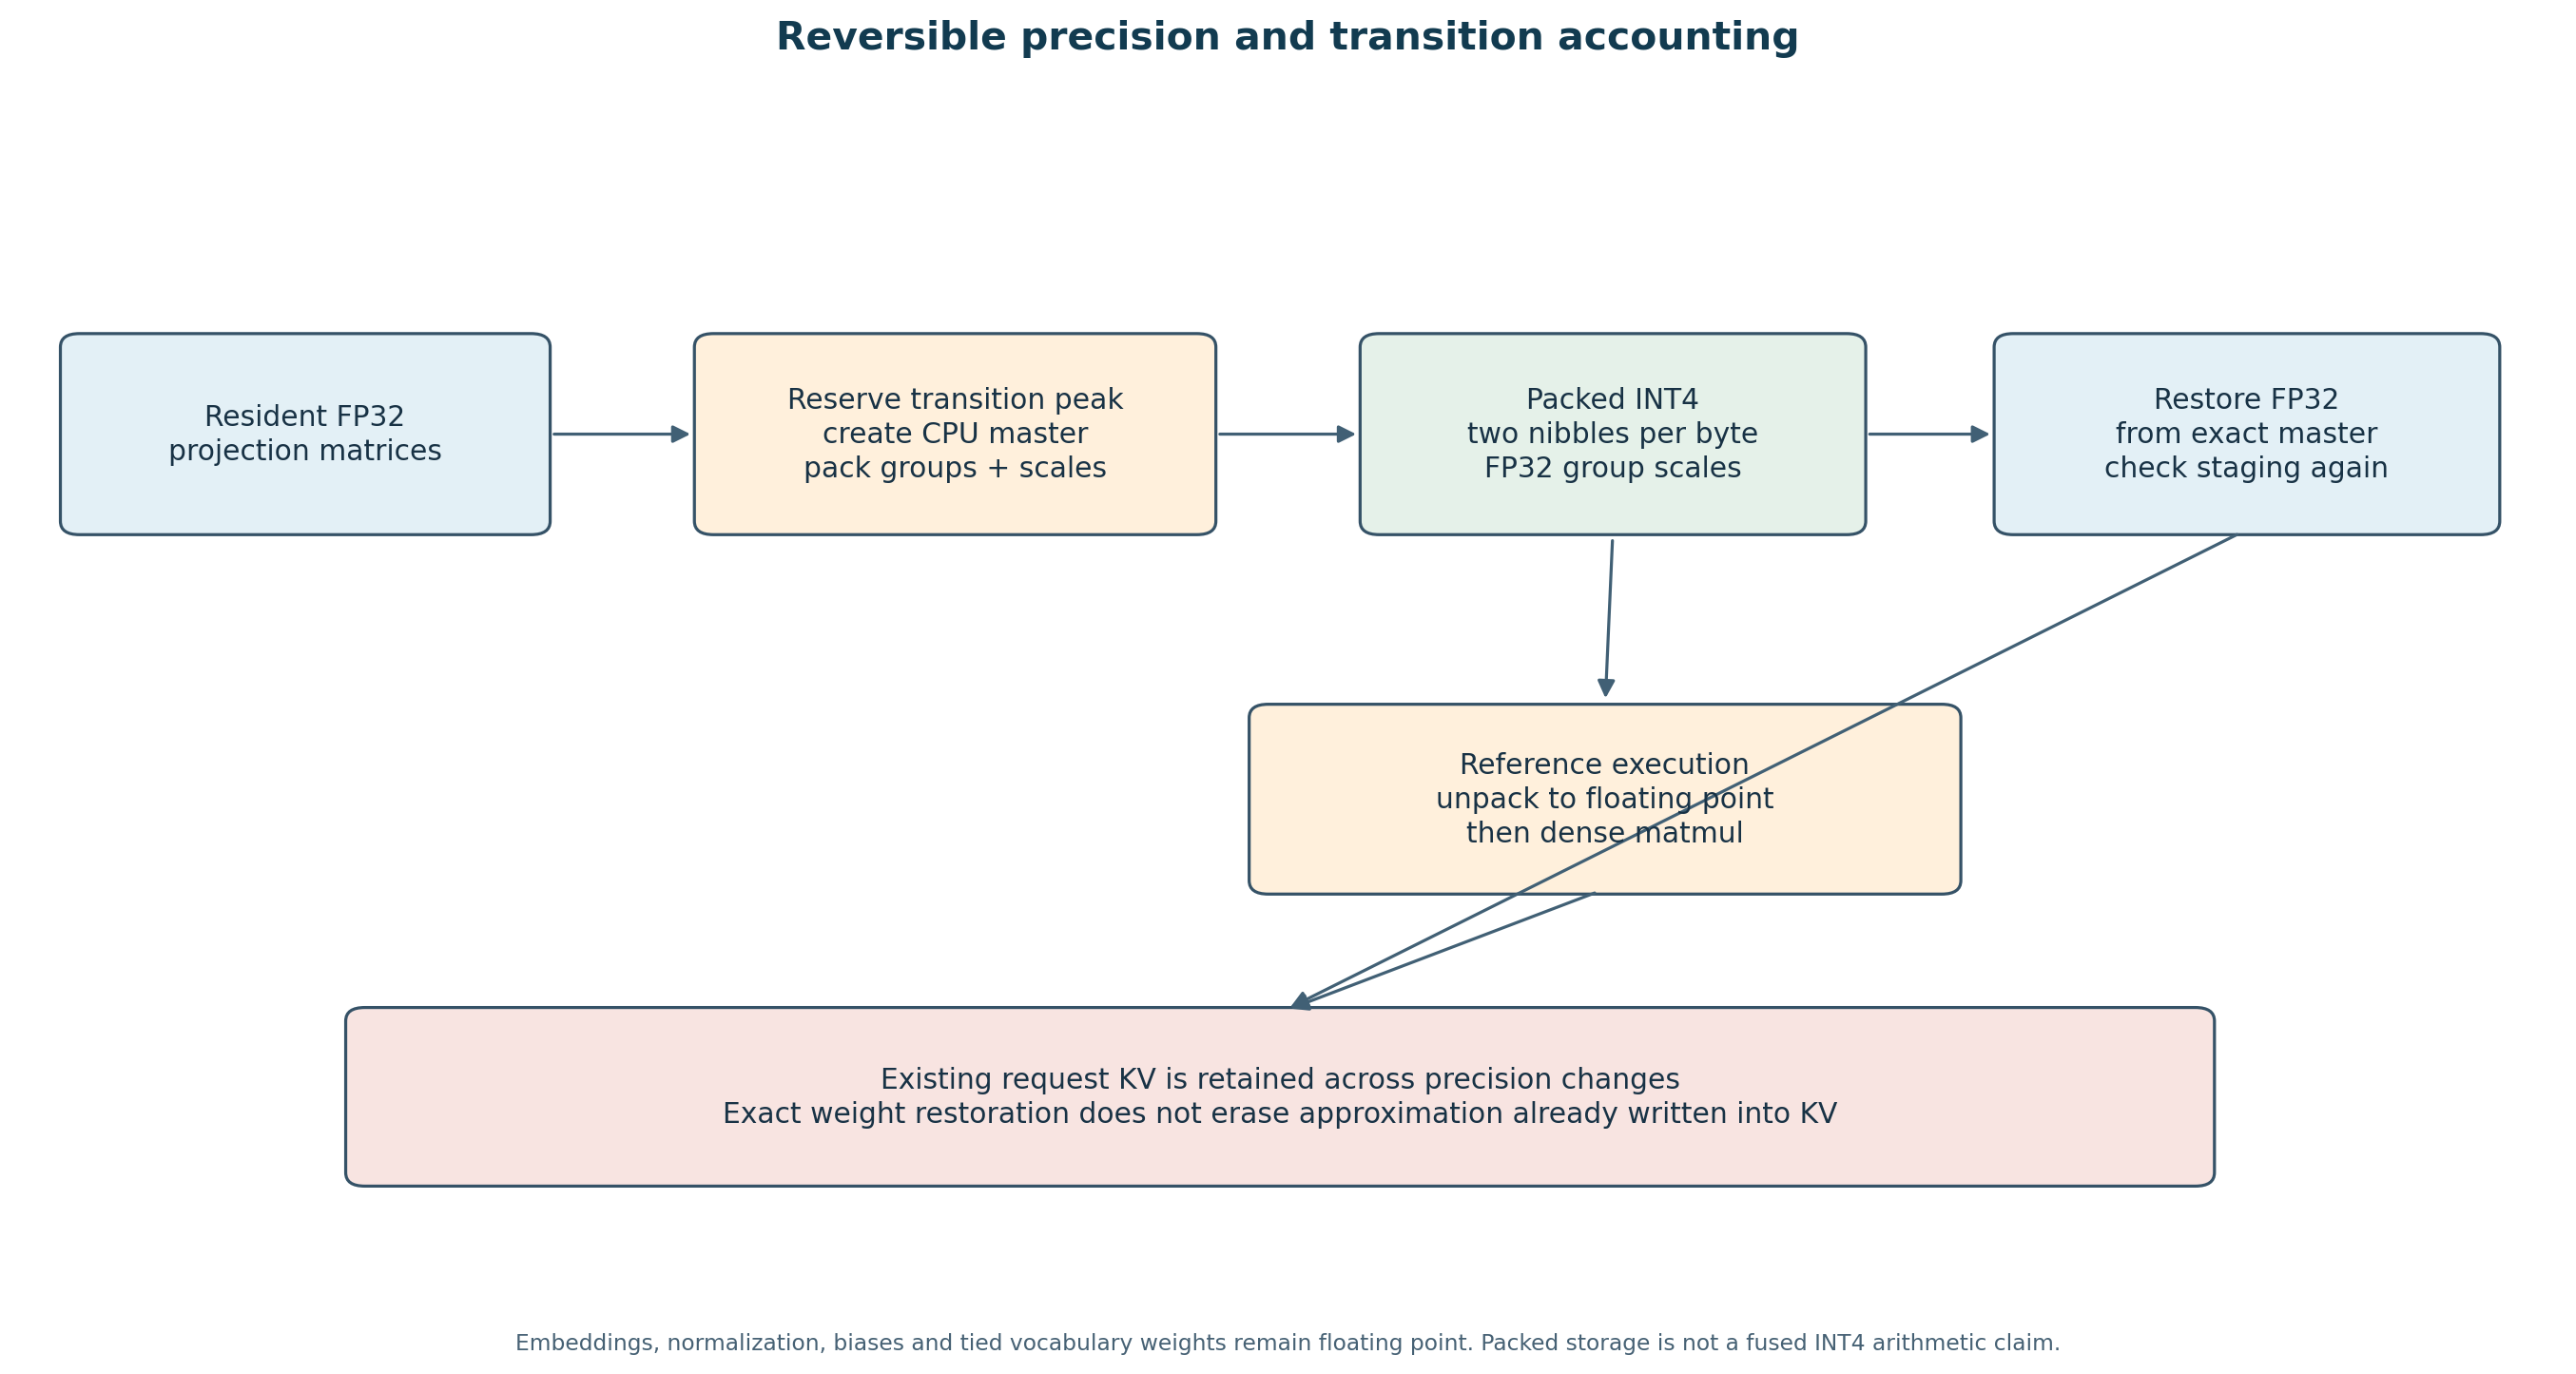 Reversible precision and transition accounting
Resident FP32
projection matrices
Reserve transition peak
create CPU master
pack groups + scales
Packed INT4
two nibbles per byte
FP32 group scales
Restore FP32
from exact master
check staging again
Reference execution
unpack to floating point
then dense matmul
Existing request KV is retained across precision changes
Exact weight restoration does not erase approximation already written into KV
Embeddings, normalization, biases and tied vocabulary weights remain floating point. Packed storage is not a fused INT4 arithmetic claim.